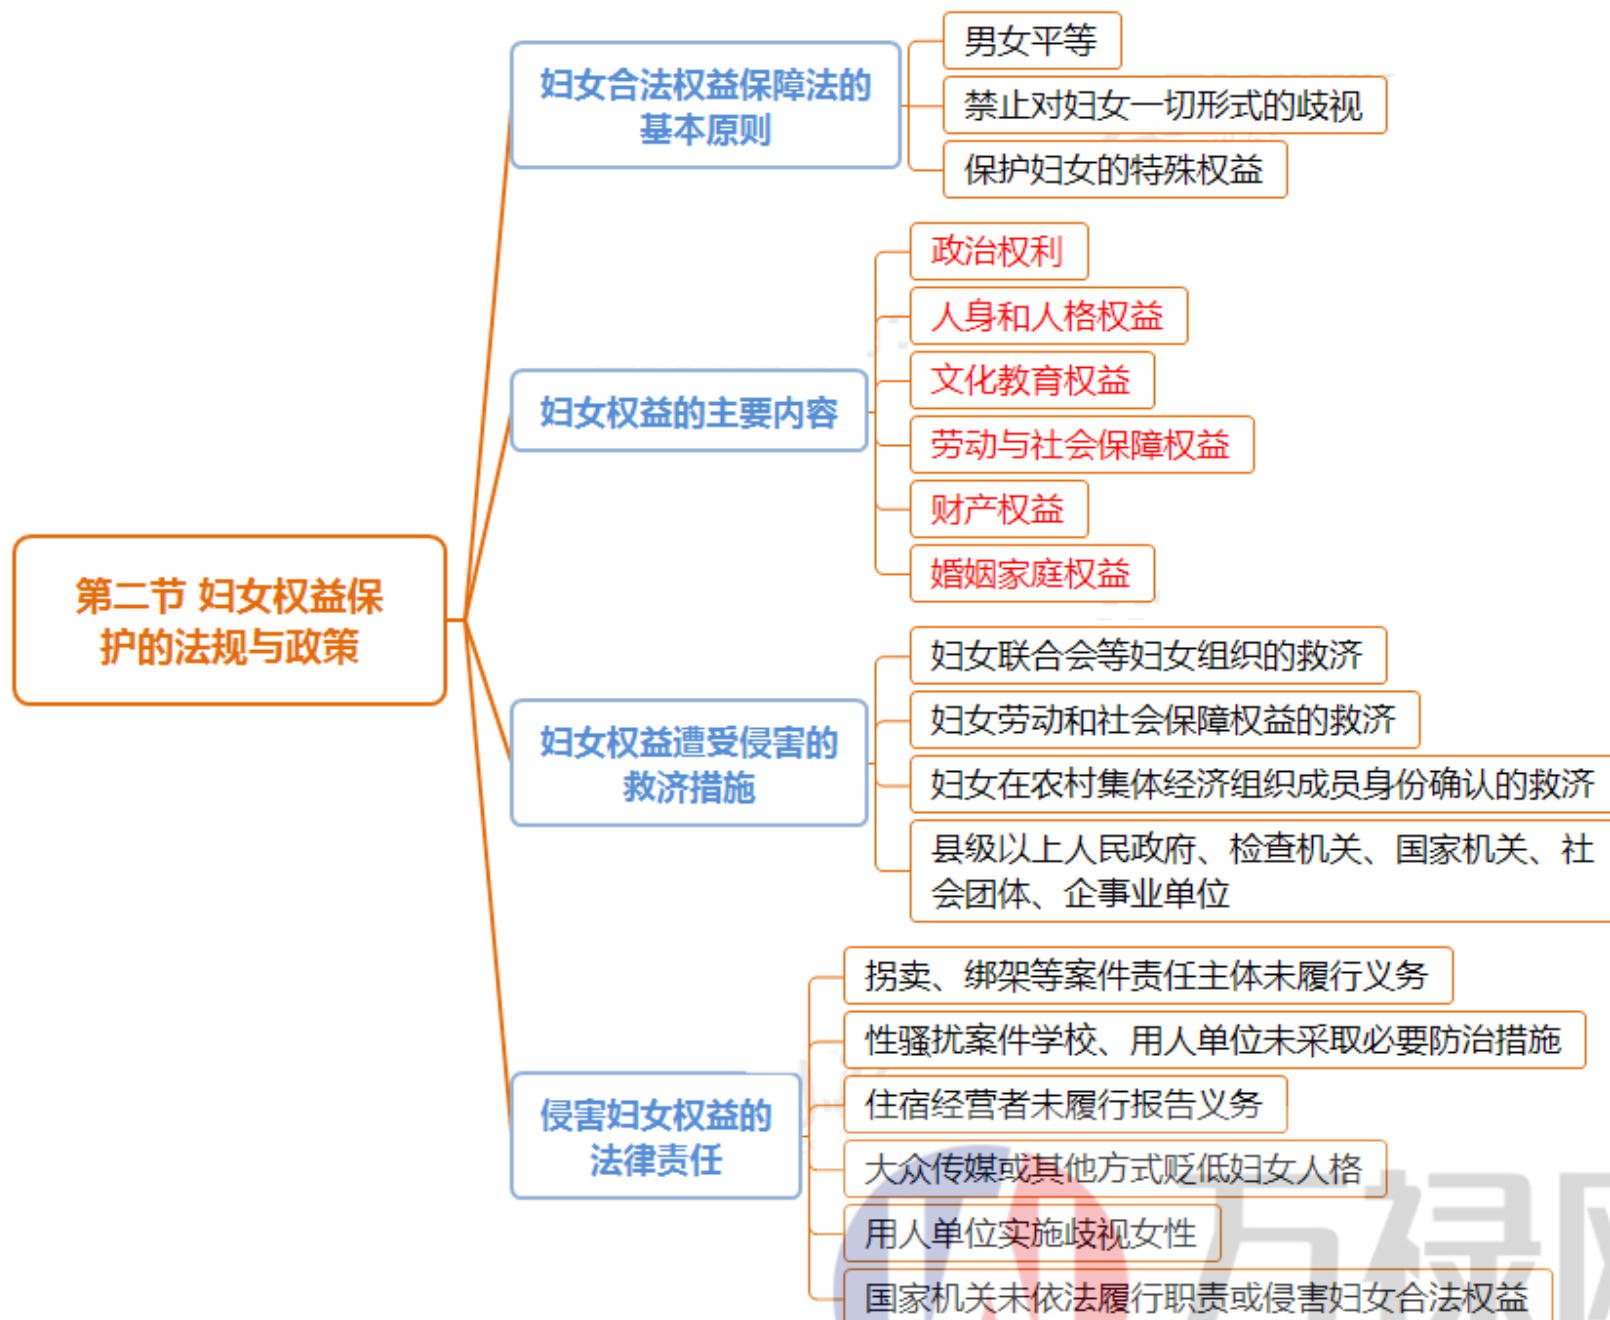 第二节 妇女权益保
护的法规与政策
妇女合法权益保障法的
基本原则
男女平等
禁止对妇女一切形式的歧视
保护妇女的特殊权益
妇女权益的主要内容
政治权利
人身和人格权益
文化教育权益
劳动与社会保障权益
财产权益
婚姻家庭权益
妇女权益遭受侵害的
救济措施
妇女联合会等妇女组织的救济
妇女劳动和社会保障权益的救济
妇女在农村集体经济组织成员身份确认的救济
县级以上人民政府、检查机关、国家机关、社
会团体、企事业单位
侵害妇女权益的
法律责任
拐卖、绑架等案件责任主体未履行义务
性骚扰案件学校、用人单位未采取必要防治措施
住宿经营者未履行报告义务
大众传媒或其他方式贬低妇女人格
用人单位实施歧视女性
国家机关未依法履行职责或侵害妇女合法权益